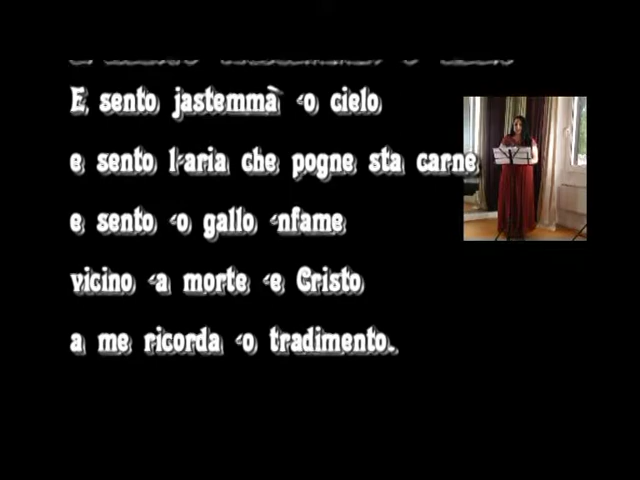 E sento jastemmà 'o cielo
e sento l'aria che pogne sta carne
e sento 'o gallo 'nfame
vicino 'a morte 'e Cristo
a me ricorda 'o tradimento.